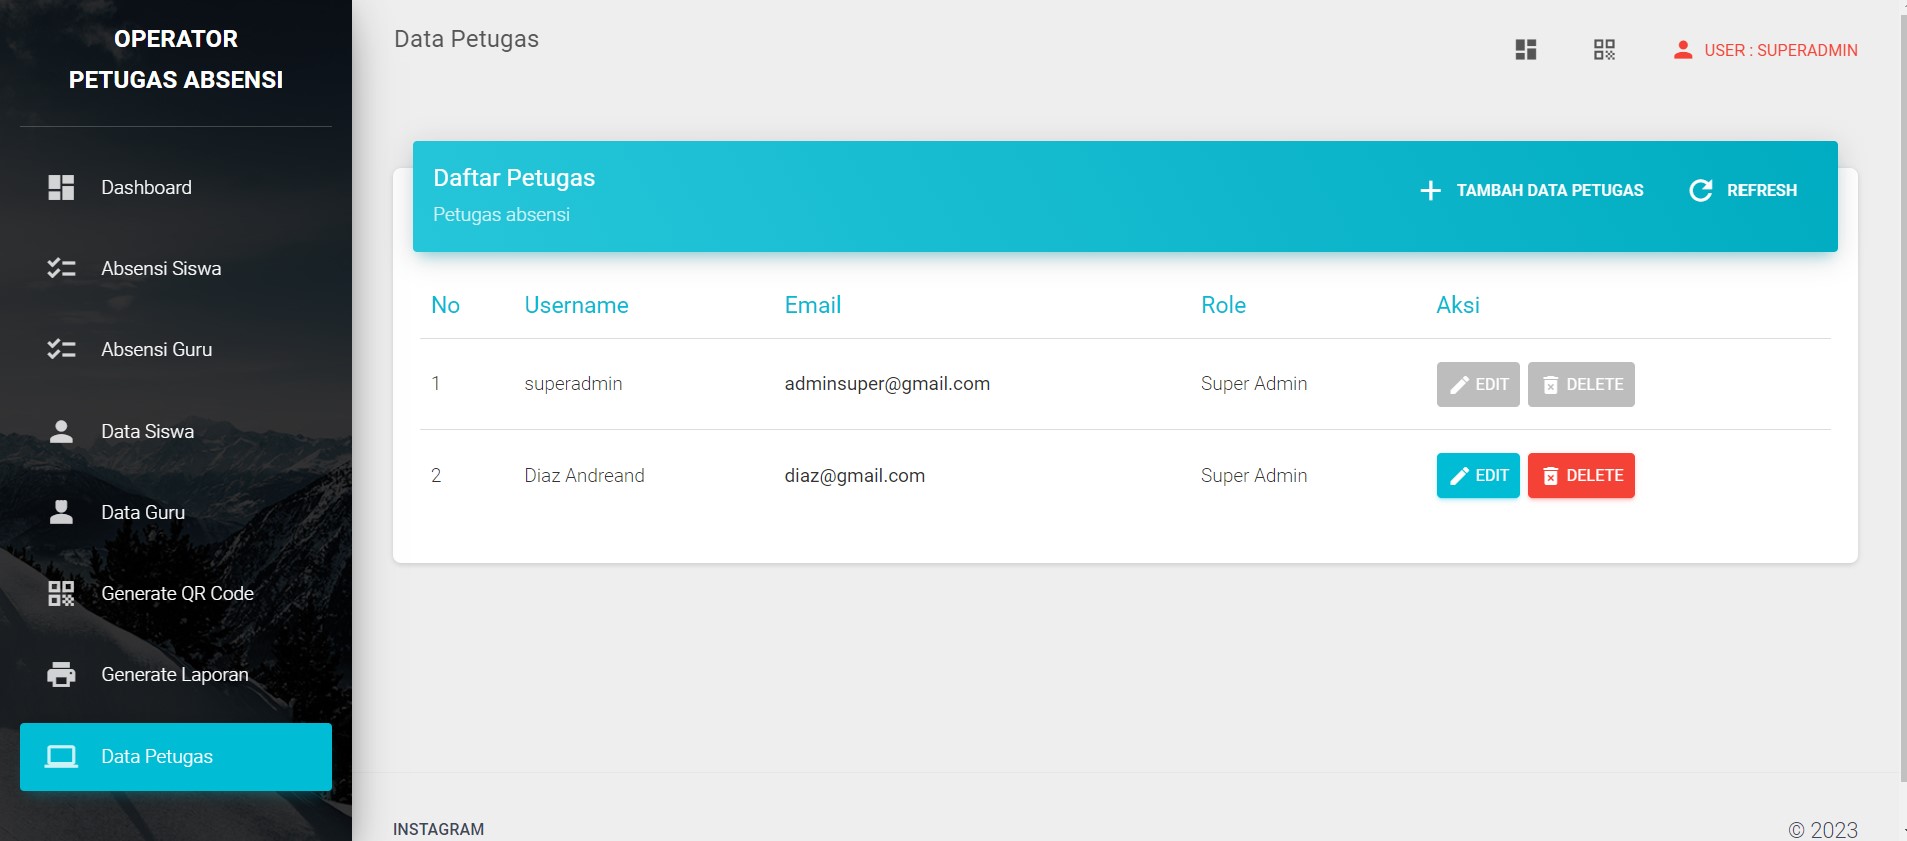 OPERATOR
PETUGAS ABSENSI
Dashboard
Absensi Siswa
Absensi Guru
Data Siswa
Data Guru
Generate QR Code
Generate Laporan
Data Petugas
Data Petugas
USER : SUPERADMIN
Daftar Petugas
Petugas absensi
TAMBAH DATA PETUGAS
REFRESH
No Username Email Role Aksi
1 superadmin adminsuper@gmail.com Super Admin EDIT DELETE
2 Diaz Andreand diaz@gmail.com Super Admin EDIT DELETE
INSTAGRAM
© 2023